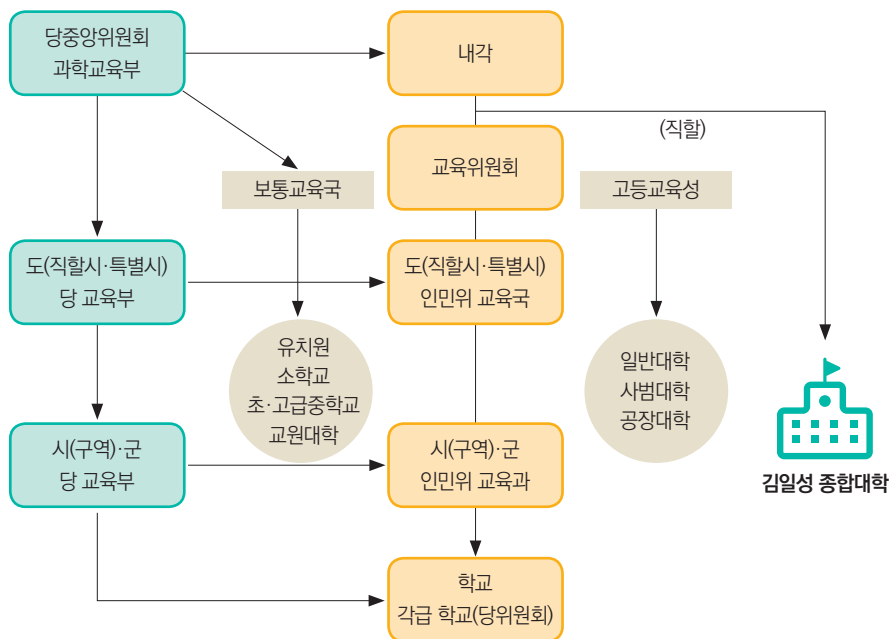 당중앙위원회
과학교육부
내각
(직할)
교육위원회
보통교육국
고등교육성
도(직할시·특별시)
당 교육부
도(직할시·특별시)
인민위 교육국
유치원
소학교
초·고급중학교
교원대학
일반대학
사범대학
공장대학
시(구역)·군
당 교육부
시(구역)·군
인민위 교육과
김일성 종합대학
학교
각급 학교(당위원회)